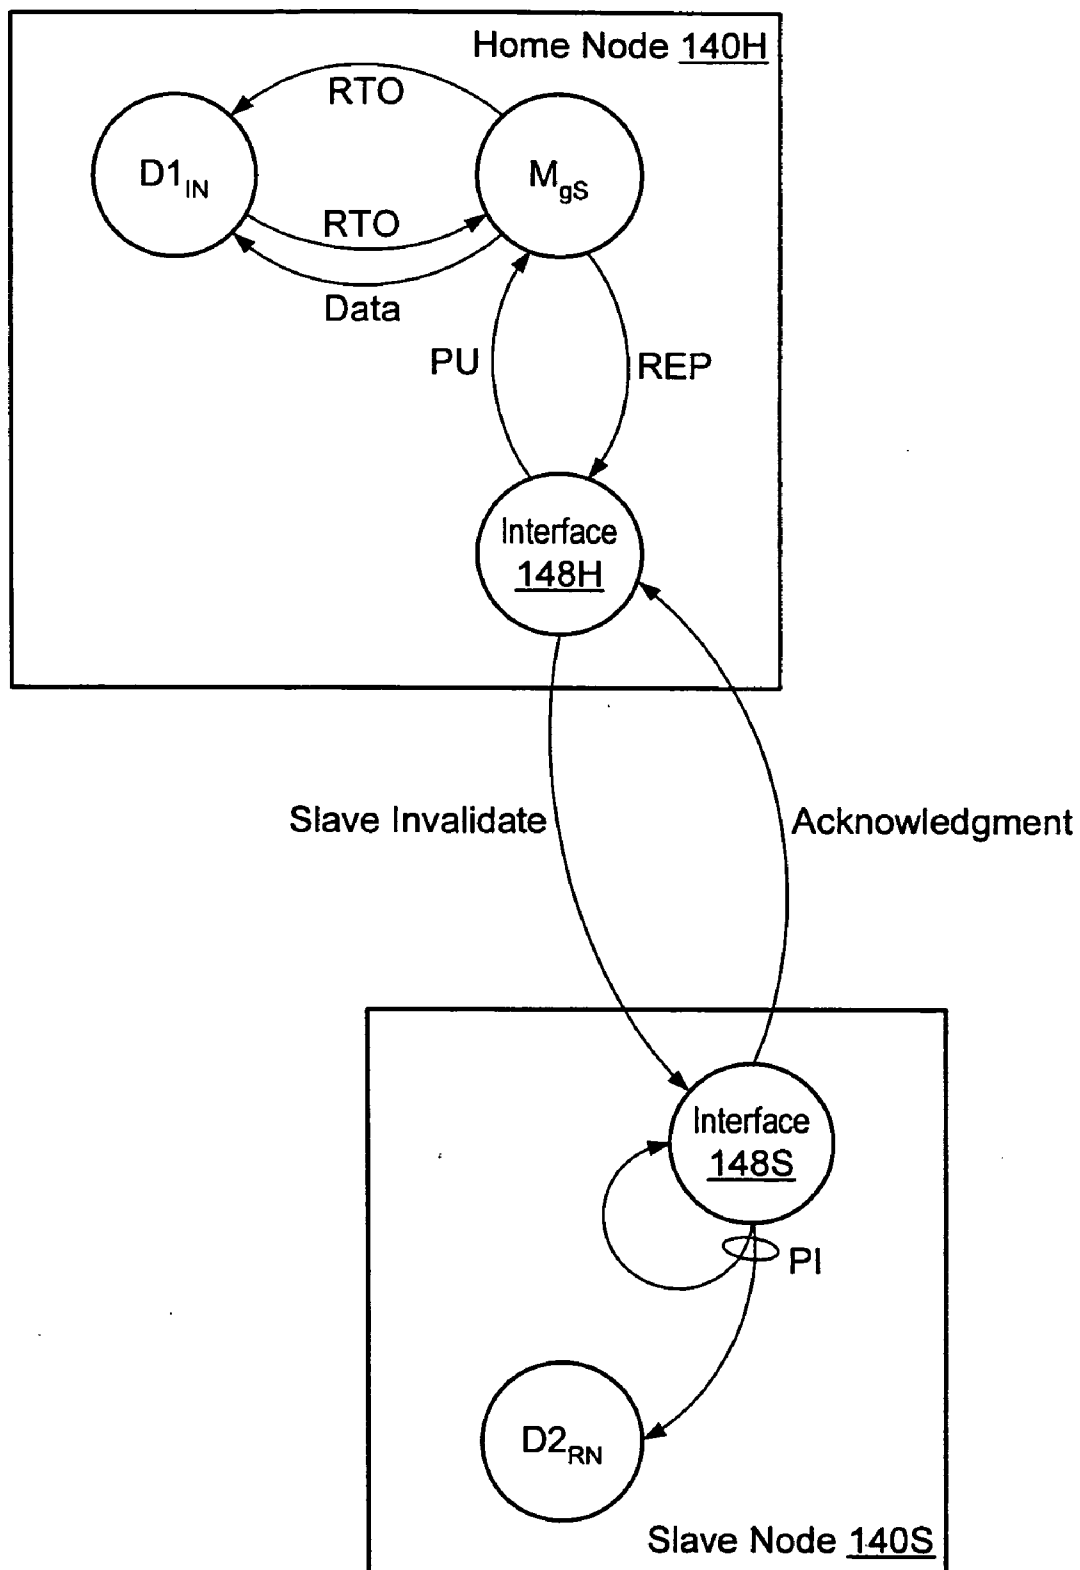 Home Node 140H
RTO
D1IN
MgS
RTO
Data
PU
REP
Interface
148H
Slave Invalidate
Acknowledgment
Interface
148S
PI
D2RN
Slave Node 140S